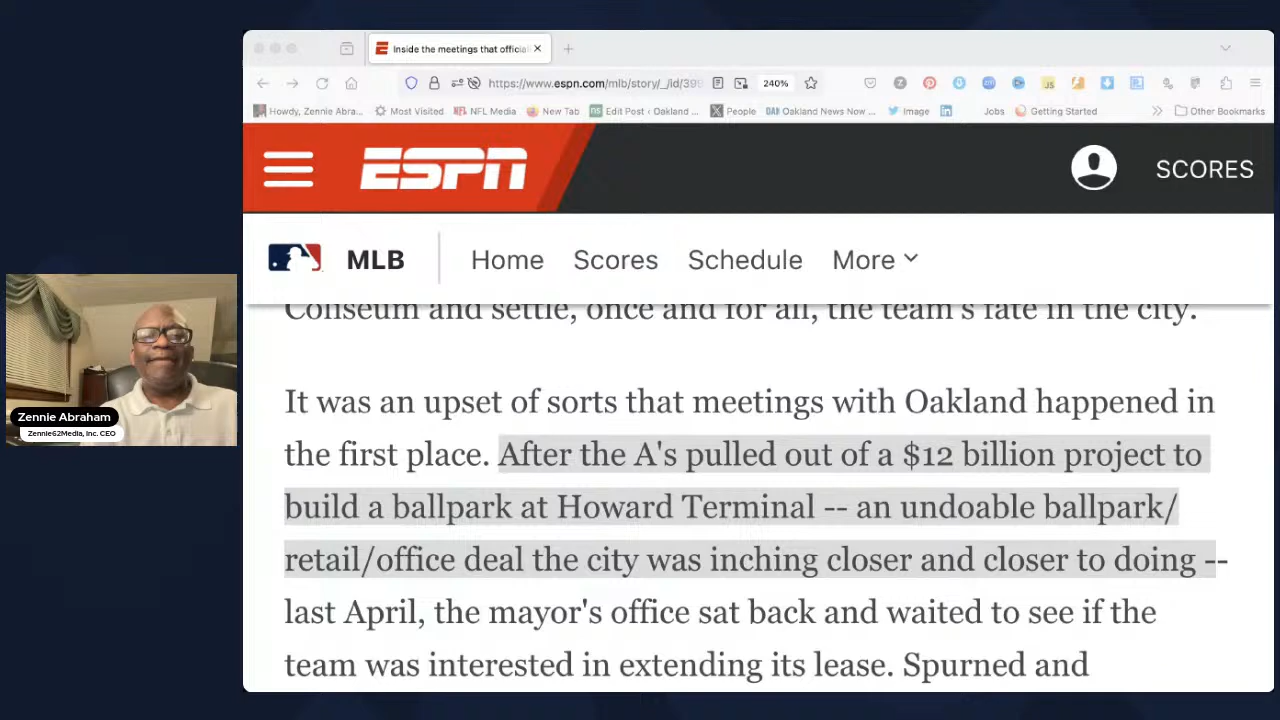 Inside the meetings that official
https://www.espn.com/mlb/story/_/id/399
240%
Howdy, Zennie Abra...
Most Visited
NFL Media
New Tab
Edit Post ‹ Oakland ...
People
Oakland News Now ...
Image
Jobs
Getting Started
Other Bookmarks
ESPN
SCORES
MLB
Home
Scores
Schedule
More
Coliseum and settle, once and for all, the team's fate in the city.
It was an upset of sorts that meetings with Oakland happened in
the first place. After the A's pulled out of a $12 billion project to
build a ballpark at Howard Terminal -- an undoable ballpark/
retail/office deal the city was inching closer and closer to doing --
last April, the mayor's office sat back and waited to see if the
team was interested in extending its lease. Spurned and
Zennie Abraham
Zennie62Media, Inc. CEO